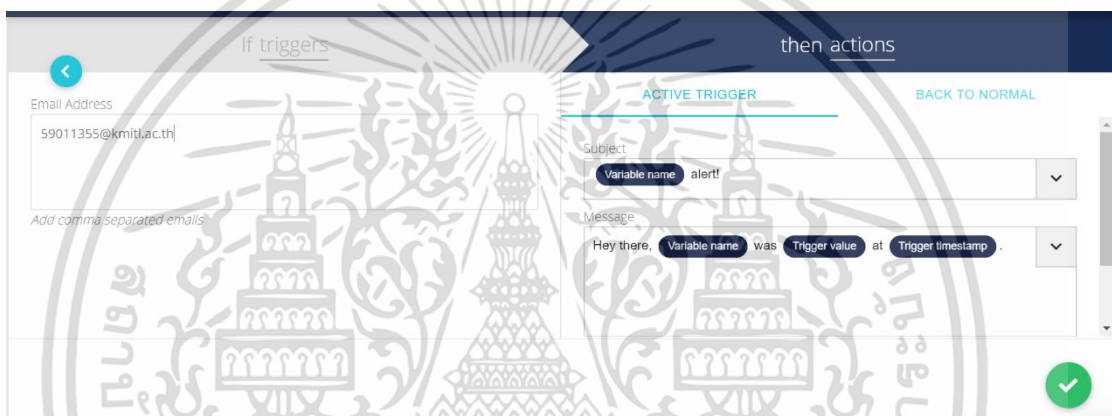 If triggers
then actions
Email Address
59011355@kmitl.ac.th
Add comma separated emails
ACTIVE TRIGGER
BACK TO NORMAL
Subject
Variable name alert!
Message
Hey there, Variable name was Trigger value at Trigger timestamp .